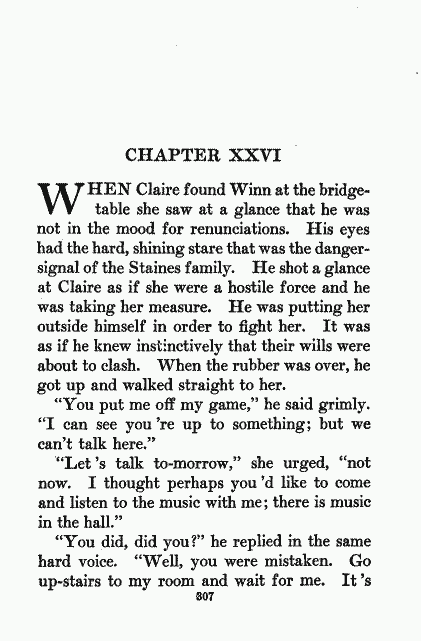 CHAPTER XXVI
WHEN Claire found Winn at the bridge-
table she saw at a glance that he was
not in the mood for renunciations. His eyes
had the hard, shining stare that was the danger-
signal of the Staines family. He shot a glance
at Claire as if she were a hostile force and he
was taking her measure. He was putting her
outside himself in order to fight her. It was
as if he knew instinctively that their wills were
about to clash. When the rubber was over, he
got up and walked straight to her.
“You put me off my game,” he said grimly.
“I can see you ’re up to something; but we
can’t talk here.”
“Let ’s talk to-morrow,” she urged, “not
now. I thought perhaps you ’d like to come
and listen to the music with me; there is music
in the hall.”
“You did, did you?” he replied in the same
hard voice. “Well, you were mistaken. Go
up-stairs to my room and wait for me. It ’s
307